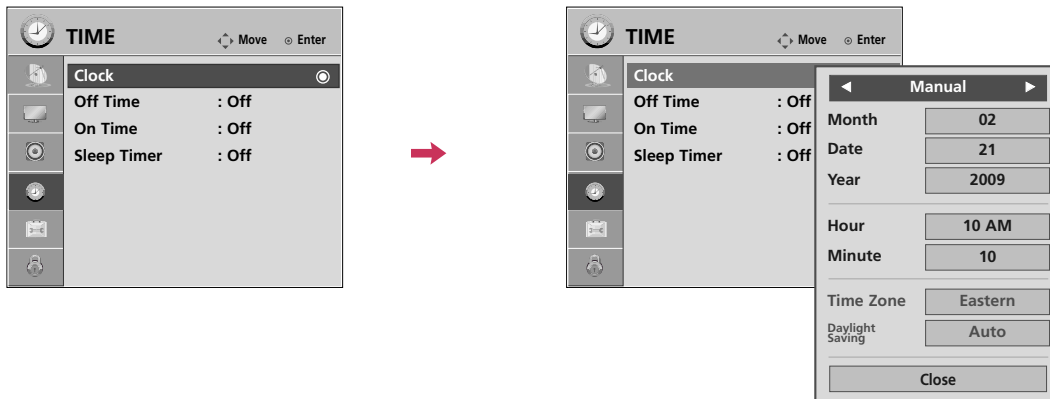 TIME Move Enter
Clock
Off Time : Off
On Time : Off
Sleep Timer : Off
TIME Move Enter
Clock
Off Time : Off
On Time : Off
Sleep Timer : Off
Manual
Month 02
Date 21
Year 2009
Hour 10 AM
Minute 10
Time Zone Eastern
Daylight
Saving Auto
Close